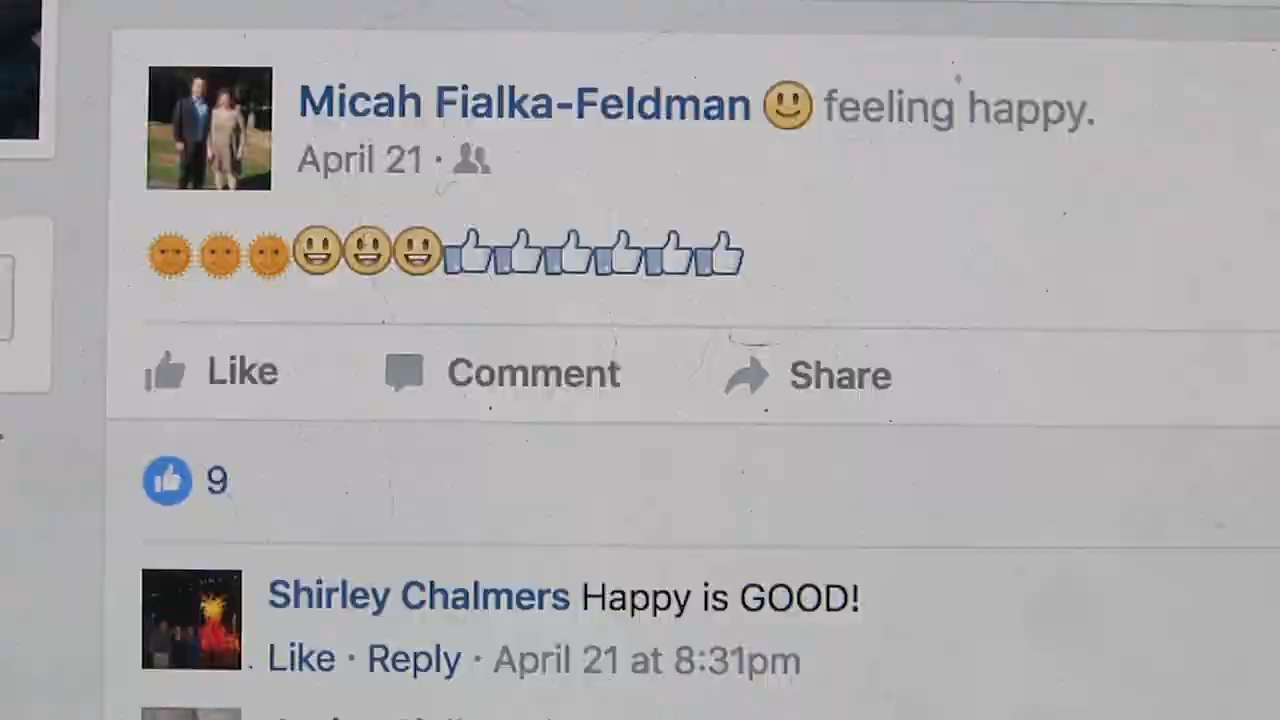 Micah Fialka-Feldman 🙂 feeling happy.
April 21 ·
🌞🌞🌞😃😃😃👍👍👍👍👍👍
Like Comment Share
9
Shirley Chalmers Happy is GOOD!
Like · Reply · April 21 at 8:31pm